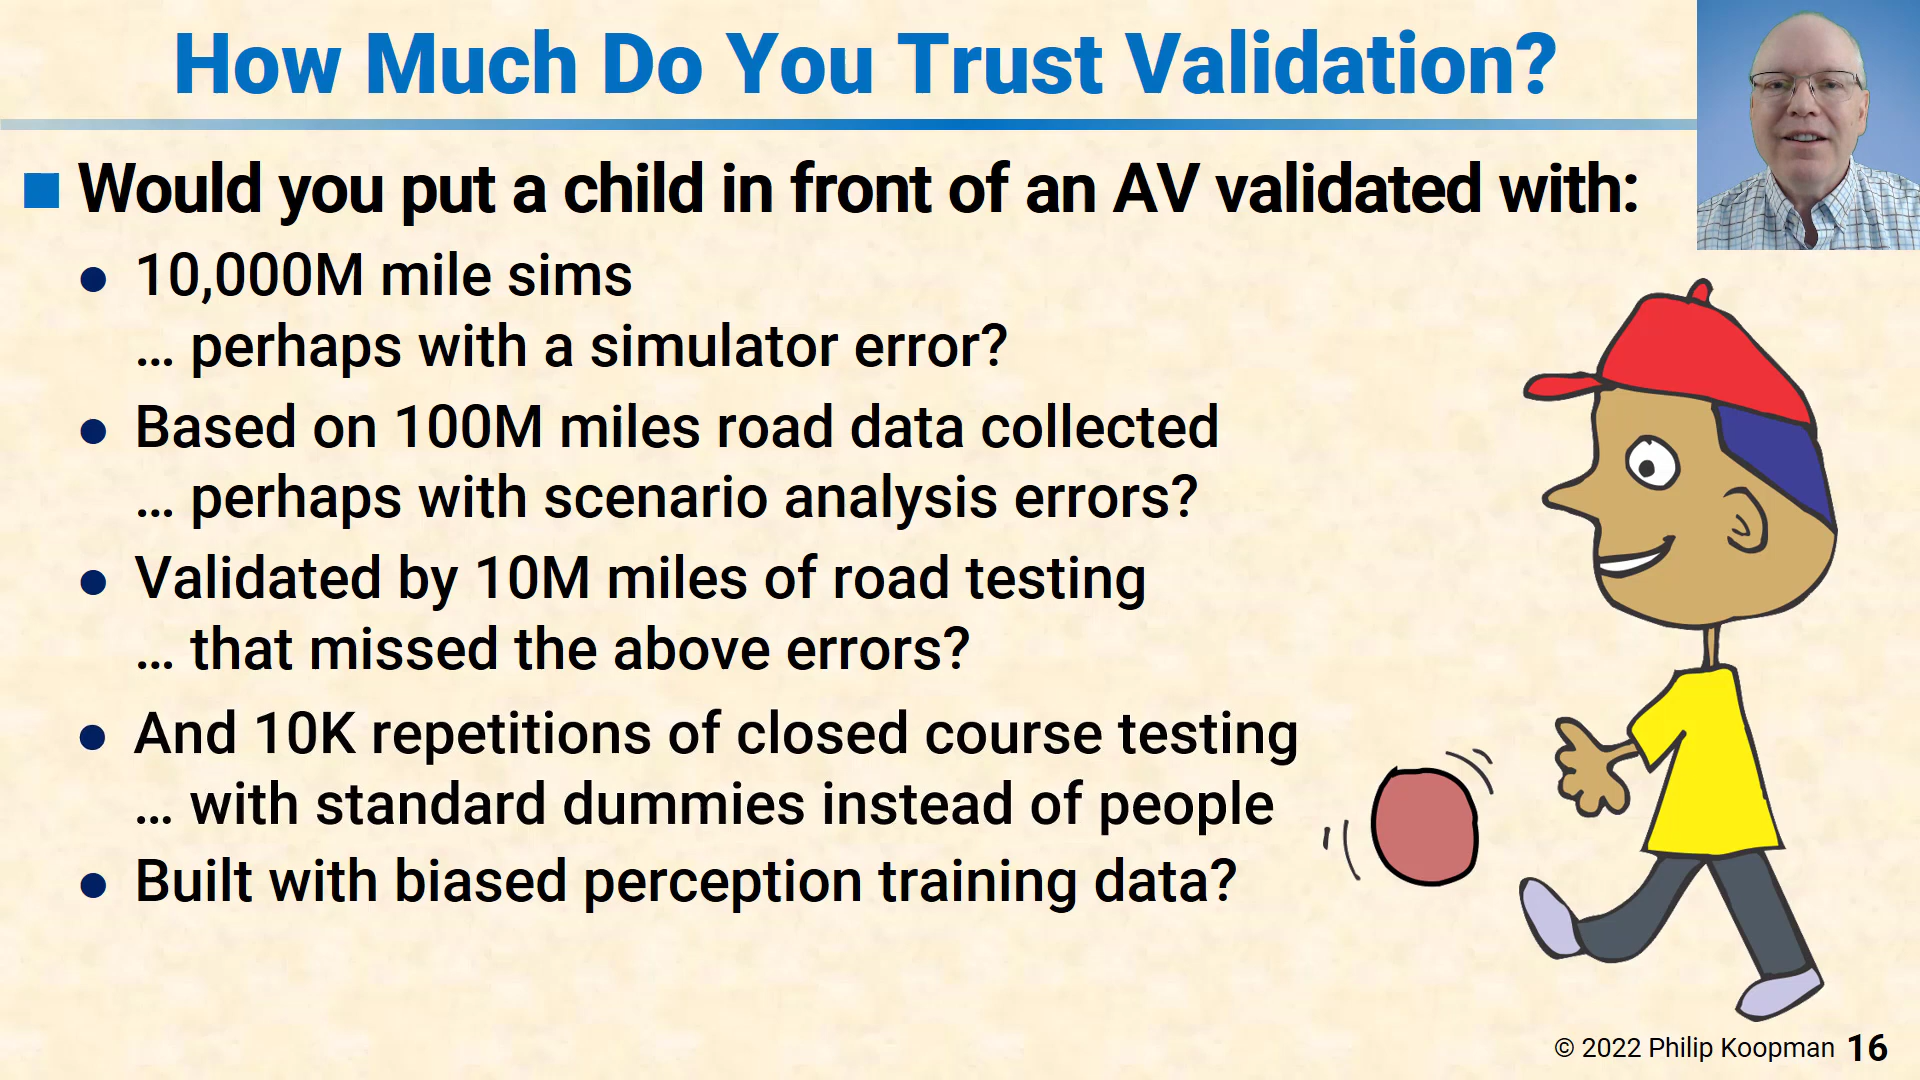 How Much Do You Trust Validation?
Would you put a child in front of an AV validated with:
10,000M mile sims
... perhaps with a simulator error?
Based on 100M miles road data collected
... perhaps with scenario analysis errors?
Validated by 10M miles of road testing
... that missed the above errors?
And 10K repetitions of closed course testing
... with standard dummies instead of people
Built with biased perception training data?
© 2022 Philip Koopman 16